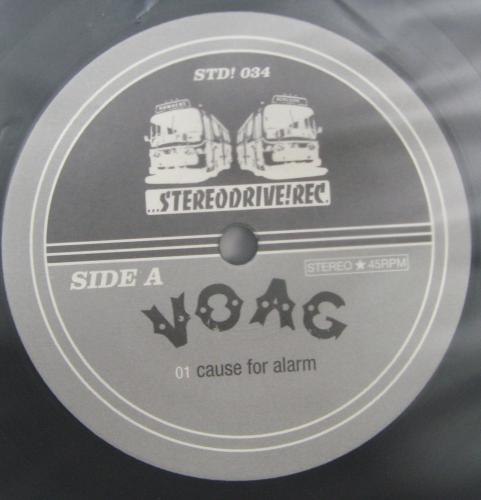 STD! 034
...STEREODRIVE!REC.
SIDE A
STEREO ★ 45RPM
VOAG
01 cause for alarm